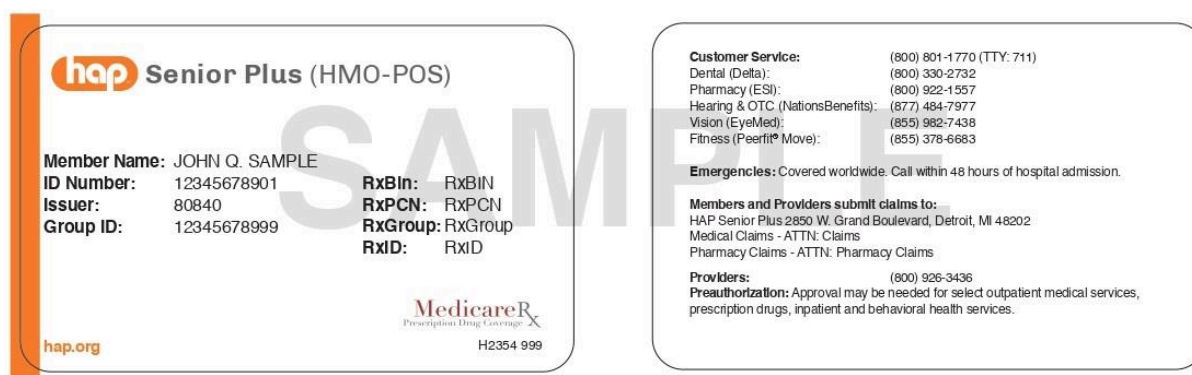 hap Senior Plus (HMO-POS)
SAMPLE
Member Name: JOHN Q. SAMPLE
ID Number: 12345678901 RxBin: RxBIN
Issuer: 80840 RxPCN: RxPCN
Group ID: 12345678999 RxGroup: RxGroup
RxID: RxID
MedicareRx
Prescription Drug Coverage
hap.org H2354 999
Customer Service: (800) 801-1770 (TTY: 711)
Dental (Delta): (800) 330-2732
Pharmacy (ESI): (800) 922-1557
Hearing & OTC (NationsBenefits): (877) 484-7977
Vision (EyeMed): (855) 982-7438
Fitness (Peerfit® Move): (855) 378-6683
Emergencies: Covered worldwide. Call within 48 hours of hospital admission.
Members and Providers submit claims to:
HAP Senior Plus 2850 W. Grand Boulevard, Detroit, MI 48202
Medical Claims - ATTN: Claims
Pharmacy Claims - ATTN: Pharmacy Claims
Providers: (800) 926-3436
Preauthorization: Approval may be needed for select outpatient medical services,
prescription drugs, inpatient and behavioral health services.